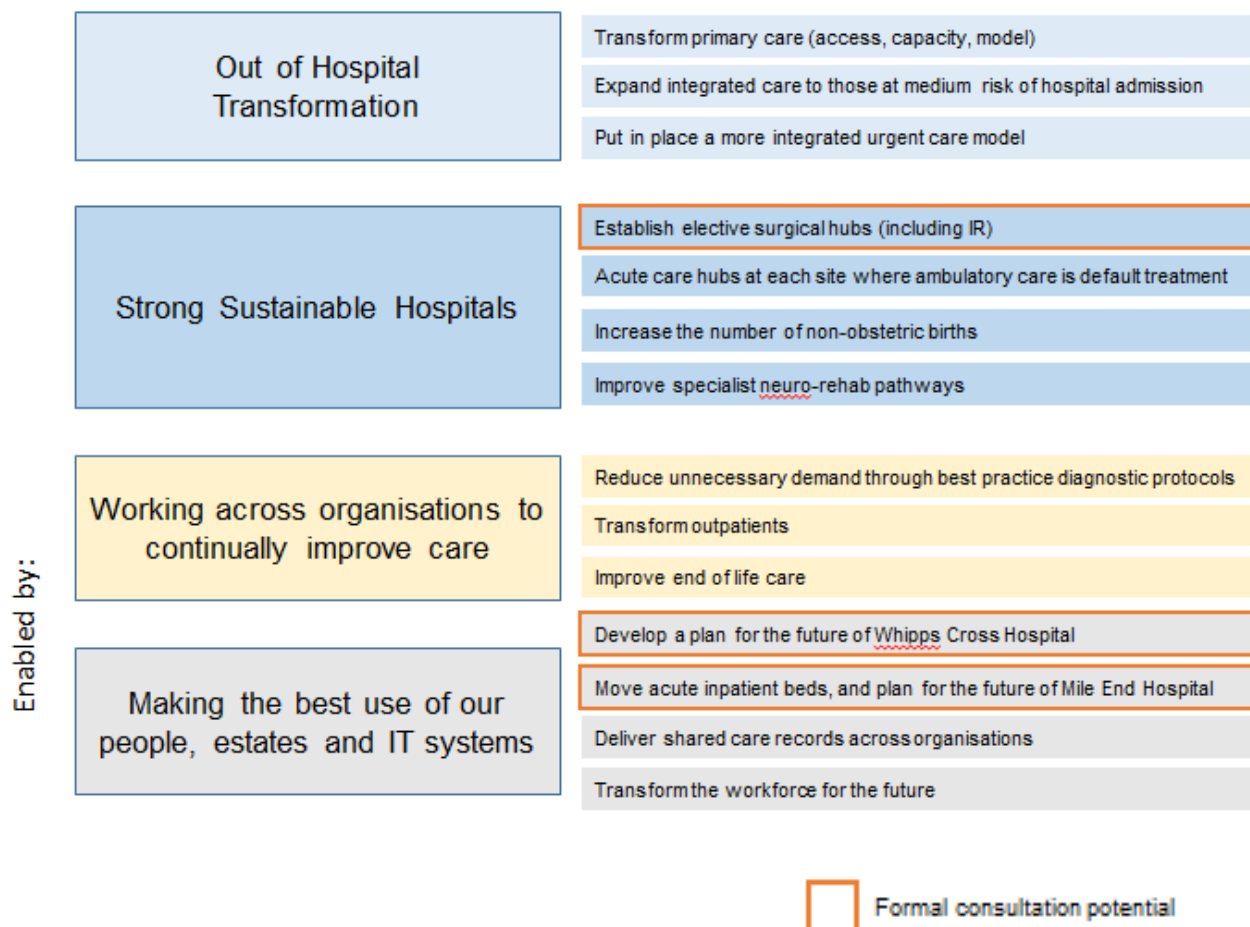 Out of Hospital
Transformation
Transform primary care (access, capacity, model)
Expand integrated care to those at medium risk of hospital admission
Put in place a more integrated urgent care model
Strong Sustainable Hospitals
Establish elective surgical hubs (including IR)
Acute care hubs at each site where ambulatory care is default treatment
Increase the number of non-obstetric births
Improve specialist neuro-rehab pathways
Enabled by:
Working across organisations to
continually improve care
Reduce unnecessary demand through best practice diagnostic protocols
Transform outpatients
Improve end of life care
Making the best use of our
people, estates and IT systems
Develop a plan for the future of Whipps Cross Hospital
Move acute inpatient beds, and plan for the future of Mile End Hospital
Deliver shared care records across organisations
Transform the workforce for the future
Formal consultation potential